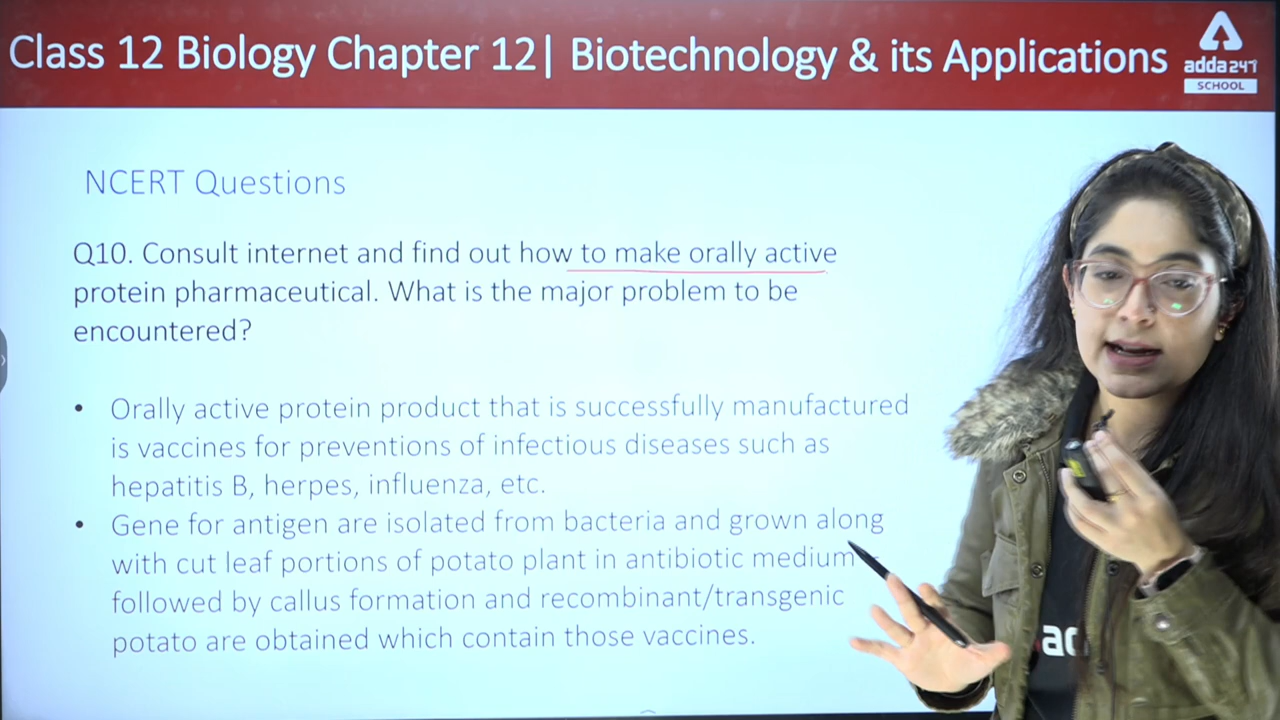 Class 12 Biology Chapter 12| Biotechnology & its Applications
adda247
SCHOOL
NCERT Questions
Q10. Consult internet and find out how to make orally active
protein pharmaceutical. What is the major problem to be
encountered?
• Orally active protein product that is successfully manufactured
is vaccines for preventions of infectious diseases such as
hepatitis B, herpes, influenza, etc.
• Gene for antigen are isolated from bacteria and grown along
with cut leaf portions of potato plant in antibiotic medium
followed by callus formation and recombinant/transgenic
potato are obtained which contain those vaccines.